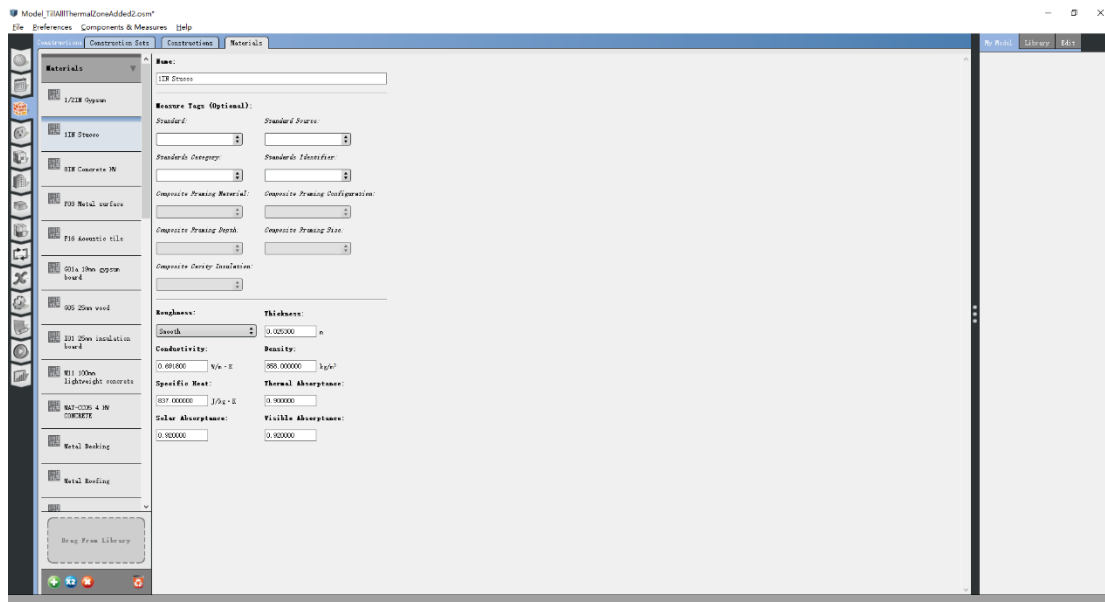 Model_TillAllThermalZoneAdded2.osm*
File Preferences Components & Measures Help
Constructions Construction Sets Constructions Materials My Model Library Edit
Materials
1/2IN Gypsum
1IN Stucco
8IN Concrete HW
F08 Metal surface
F16 Acoustic tile
G01a 19mm gypsum
board
G05 25mm wood
I01 25mm insulation
board
M11 100mm
lightweight concrete
MAT-CC05 4 HW
CONCRETE
Metal Decking
Metal Roofing
Drag From Library
Name:
1IN Stucco
Measure Tags (Optional):
Standard: Standard Source:
Standards Category: Standards Identifier:
Composite Framing Material: Composite Framing Configuration:
Composite Framing Depth: Composite Framing Size:
Composite Cavity Insulation:
Roughness: Thickness:
Smooth 0.025300 m
Conductivity: Density:
0.691800 W/m·K 858.000000 kg/m³
Specific Heat: Thermal Absorptance:
837.000000 J/kg·K 0.900000
Solar Absorptance: Visible Absorptance:
0.920000 0.920000